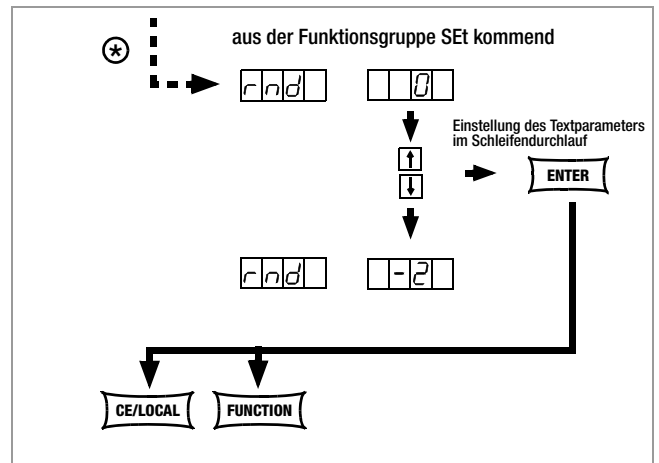 aus der Funktionsgruppe SEt kommend
rnd 0
Einstellung des Textparameters
im Schleifendurchlauf
ENTER
rnd -2
CE/LOCAL FUNCTION